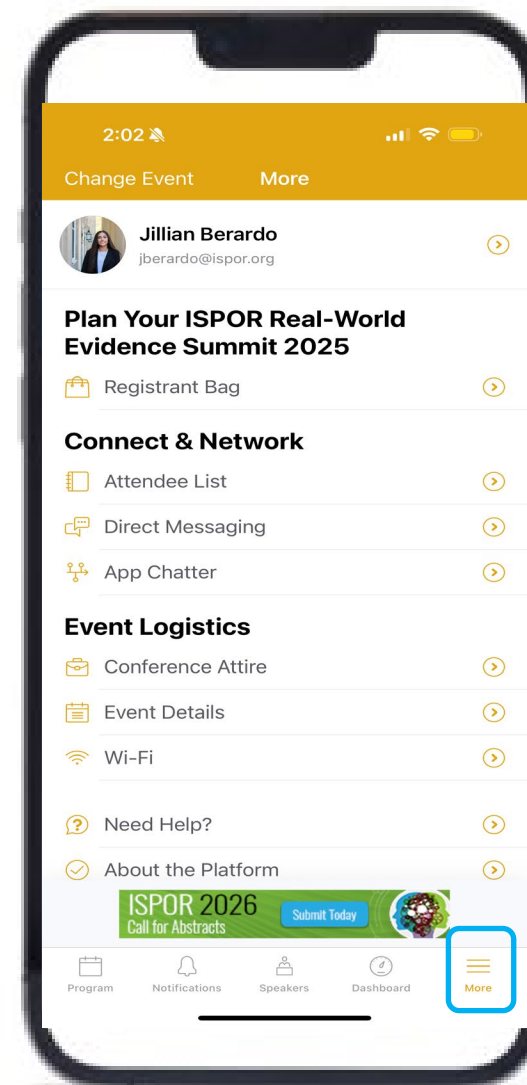 2:02
Change Event More
Jillian Berardo
jberardo@ispor.org
Plan Your ISPOR Real-World
Evidence Summit 2025
Registrant Bag
Connect & Network
Attendee List
Direct Messaging
App Chatter
Event Logistics
Conference Attire
Event Details
Wi-Fi
Need Help?
About the Platform
ISPOR 2026
Call for Abstracts
Submit Today
Program Notifications Speakers Dashboard More